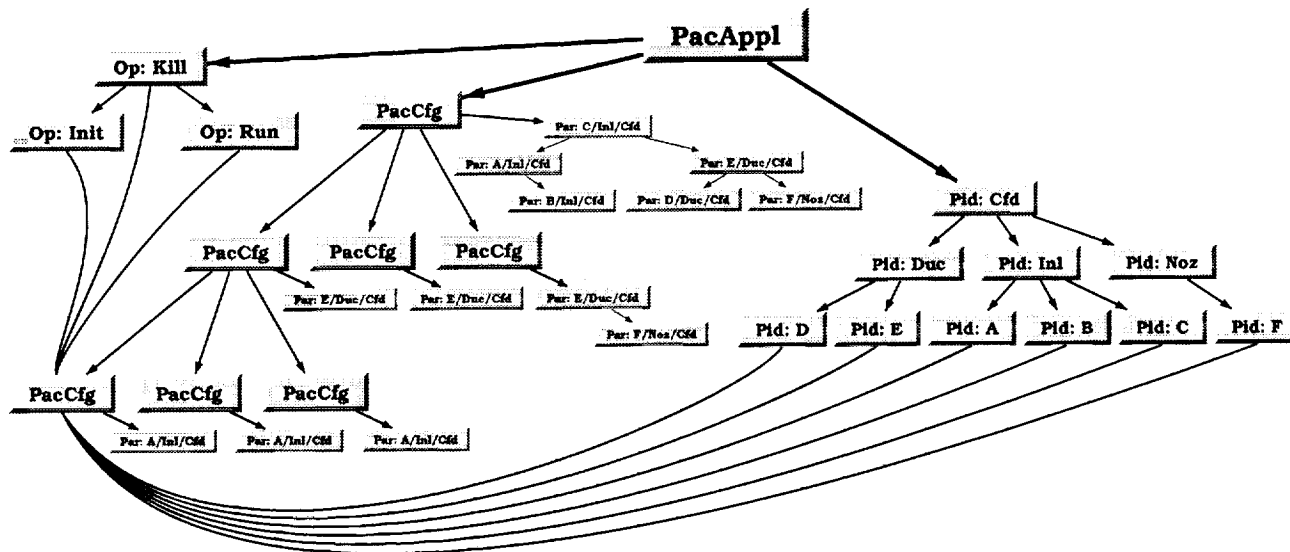 PacAppl
Op: Kill
PacCfg
Op: Init
Op: Run
Par: C/Inl/Cfd
Par: A/Inl/Cfd
Par: E/Duc/Cfd
Par: B/Inl/Cfd
Par: D/Duc/Cfd
Par: F/Noz/Cfd
Pid: Cfd
PacCfg
PacCfg
PacCfg
Pid: Duc
Pid: Inl
Pid: Noz
Par: E/Duc/Cfd
Par: E/Duc/Cfd
Par: E/Duc/Cfd
Par: F/Noz/Cfd
Pid: D
Pid: E
Pid: A
Pid: B
Pid: C
Pid: F
PacCfg
PacCfg
PacCfg
Par: A/Inl/Cfd
Par: A/Inl/Cfd
Par: A/Inl/Cfd